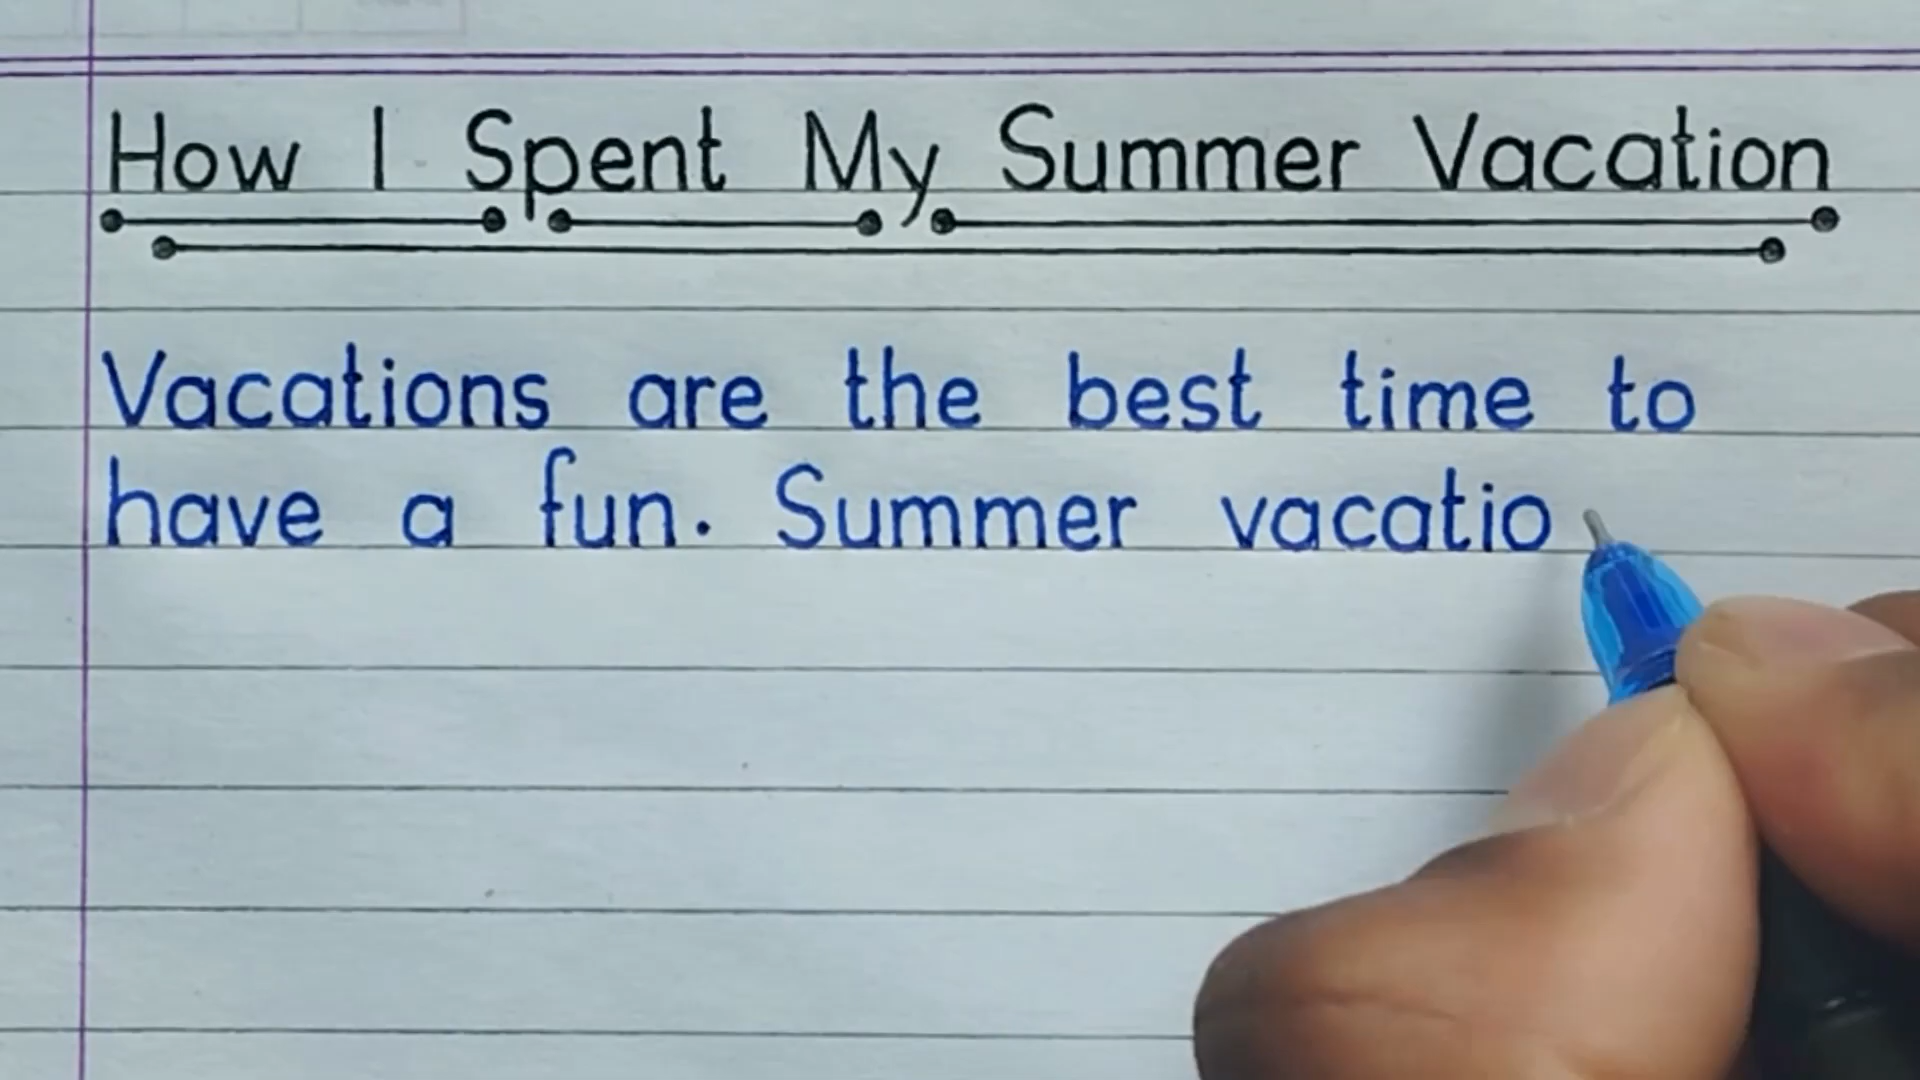 How I Spent My Summer Vacation
Vacations are the best time to
have a fun. Summer vacatio